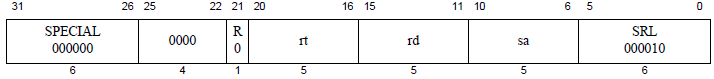 31 26 25 22 21 20 16 15 11 10 6 5 0
SPECIAL 0000 R rt rd sa SRL
000000 0 000010
6 4 1 5 5 5 6